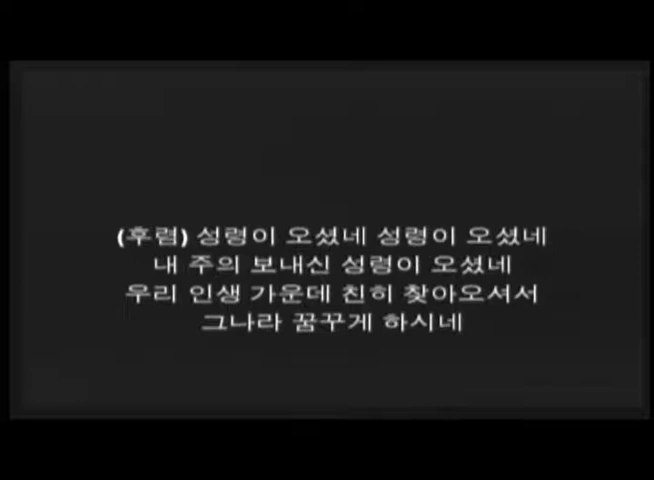 (후렴) 성령이 오셨네 성령이 오셨네
내 주의 보내신 성령이 오셨네
우리 인생 가운데 친히 찾아오셔서
그나라 꿈꾸게 하시네